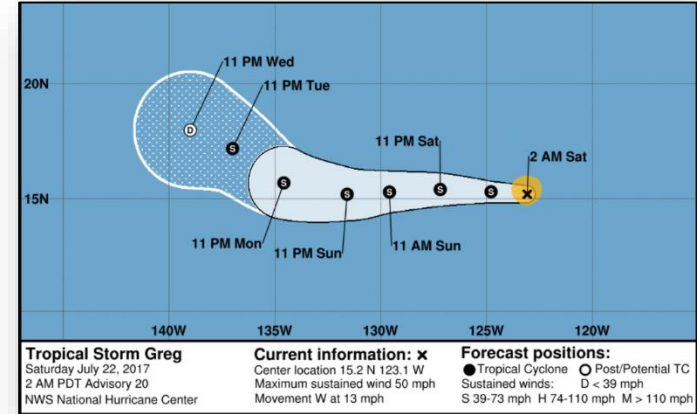 11 PM Wed
11 PM Tue
20N
11 PM Sat
2 AM Sat
D
S
S
S
S
S
S
15N
11 PM Mon
11 PM Sun
11 AM Sun
140W
135W
130W
125W
120W
Tropical Storm Greg
Saturday July 22, 2017
2 AM PDT Advisory 20
NWS National Hurricane Center
Current information: ×
Center location 15.2 N 123.1 W
Maximum sustained wind 50 mph
Movement W at 13 mph
Forecast positions:
Tropical Cyclone Post/Potential TC
Sustained winds: D < 39 mph
S 39-73 mph H 74-110 mph M > 110 mph